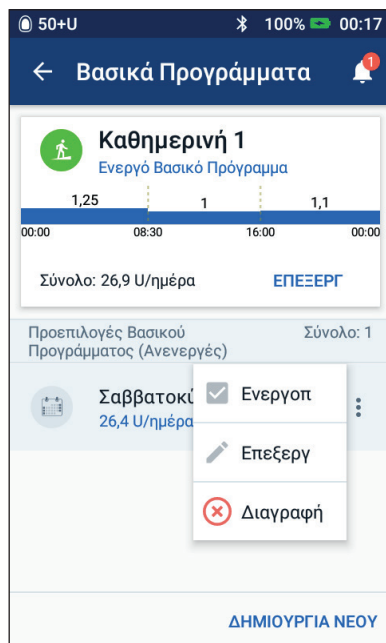 50+U 100% 00:17
Βασικά Προγράμματα 1
Καθημερινή 1
Ενεργό Βασικό Πρόγραμμα
1,25 1 1,1
00:00 08:30 16:00 00:00
Σύνολο: 26,9 U/ημέρα ΕΠΕΞΕΡΓ
Προεπιλογές Βασικού Σύνολο: 1
Προγράμματος (Ανενεργές)
Σαββατοκύ
26,4 U/ημέρα
Ενεργοπ
Επεξεργ
Διαγραφή
ΔΗΜΙΟΥΡΓΙΑ ΝΕΟΥ